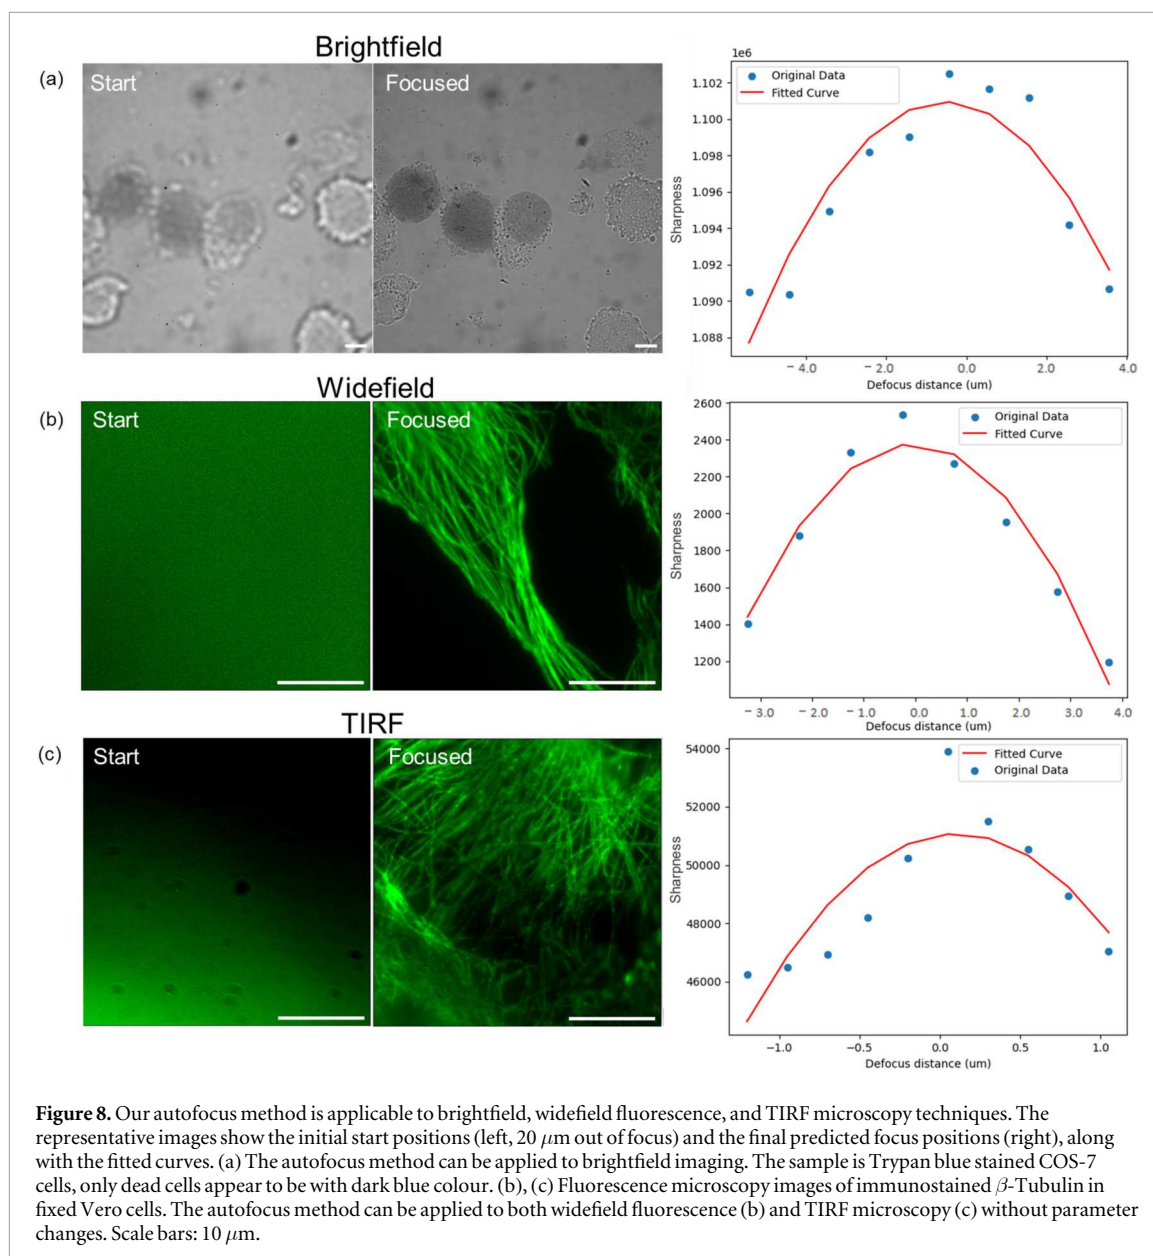 Brightfield
(a)
Start
Focused
1e6
Original Data
Fitted Curve
1.102
1.100
1.098
1.096
1.094
1.092
1.090
1.088
Sharpness
− 4.0 − 2.0 0.0 2.0 4.0
Defocus distance (um)
Widefield
(b)
Start
Focused
Original Data
Fitted Curve
2600
2400
2200
2000
1800
1600
1400
1200
Sharpness
− 3.0 − 2.0 −1.0 0.0 1.0 2.0 3.0 4.0
Defocus distance (um)
TIRF
(c)
Start
Focused
Fitted Curve
Original Data
54000
52000
50000
48000
46000
Sharpness
−1.0 −0.5 0.0 0.5 1.0
Defocus distance (um)
Figure 8. Our autofocus method is applicable to brightfield, widefield fluorescence, and TIRF microscopy techniques. The
representative images show the initial start positions (left, 20 μm out of focus) and the final predicted focus positions (right), along
with the fitted curves. (a) The autofocus method can be applied to brightfield imaging. The sample is Trypan blue stained COS-7
cells, only dead cells appear to be with dark blue colour. (b), (c) Fluorescence microscopy images of immunostained β-Tubulin in
fixed Vero cells. The autofocus method can be applied to both widefield fluorescence (b) and TIRF microscopy (c) without parameter
changes. Scale bars: 10 μm.